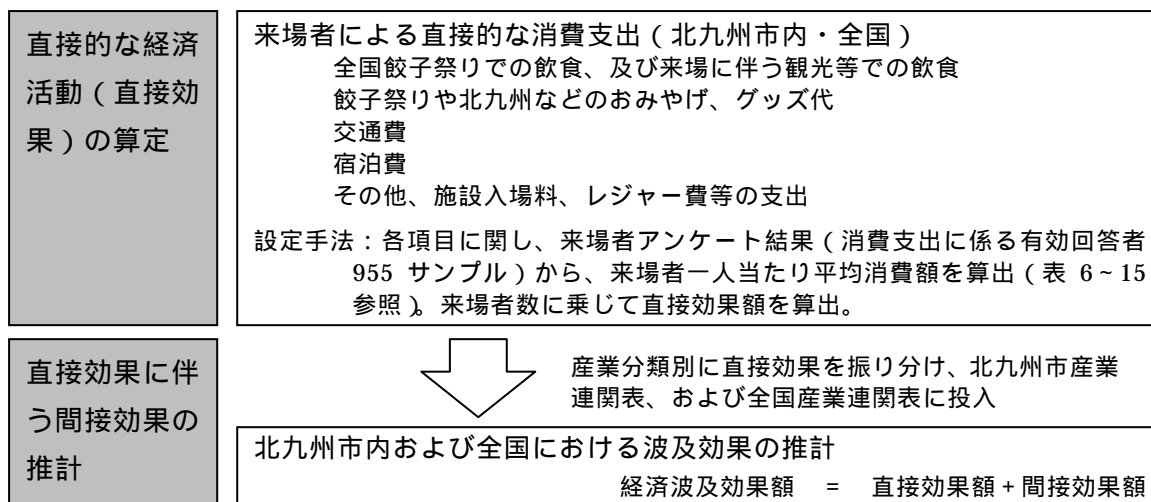 直接的な経済
活動（直接効
果）の算定
来場者による直接的な消費支出（北九州市内・全国）
全国餃子祭りでの飲食、及び来場に伴う観光等での飲食
餃子祭りや北九州などのおみやげ、グッズ代
交通費
宿泊費
その他、施設入場料、レジャー費等の支出
設定手法：各項目に関し、来場者アンケート結果（消費支出に係る有効回答者
955 サンプル）から、来場者一人当たり平均消費額を算出（表 6~15
参照）。来場者数に乗じて直接効果額を算出。
直接効果に伴
う間接効果の
推計
産業分類別に直接効果を振り分け、北九州市産業
連関表、および全国産業連関表に投入
北九州市内および全国における波及効果の推計
経済波及効果額 = 直接効果額+間接効果額